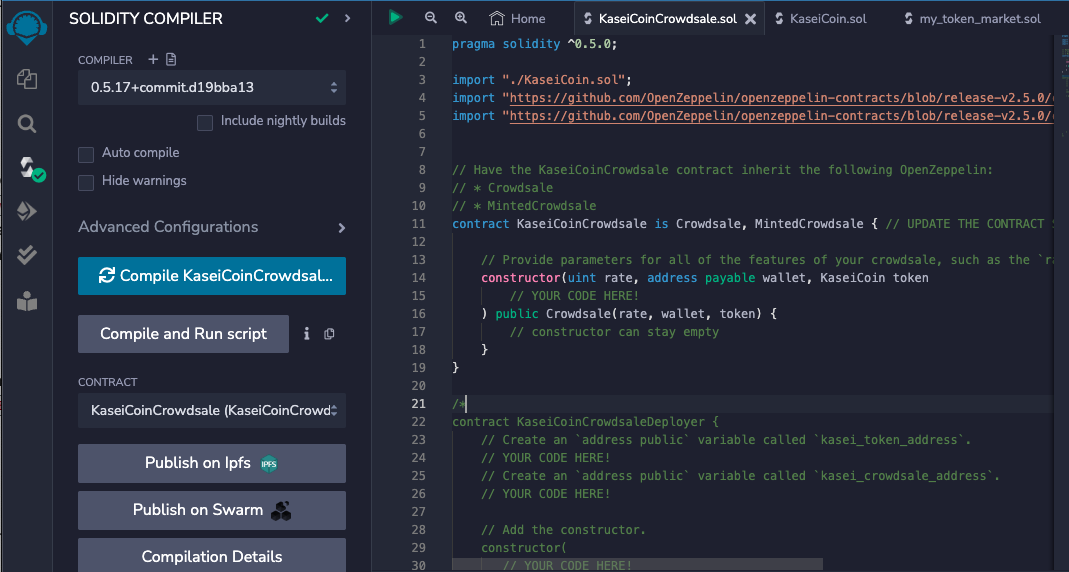 SOLIDITY COMPILER
COMPILER
0.5.17+commit.d19bba13
Include nightly builds
Auto compile
Hide warnings
Advanced Configurations
Compile KaseiCoinCrowdsal...
Compile and Run script
CONTRACT
KaseiCoinCrowdsale (KaseiCoinCrowd
Publish on Ipfs IPFS
Publish on Swarm
Compilation Details
Home KaseiCoinCrowdsale.sol KaseiCoin.sol my_token_market.sol
1 pragma solidity ^0.5.0;
2
3 import "./KaseiCoin.sol";
4 import "https://github.com/OpenZeppelin/openzeppelin-contracts/blob/release-v2.5.0/
5 import "https://github.com/OpenZeppelin/openzeppelin-contracts/blob/release-v2.5.0/
6
7
8 // Have the KaseiCoinCrowdsale contract inherit the following OpenZeppelin:
9 // * Crowdsale
10 // * MintedCrowdsale
11 contract KaseiCoinCrowdsale is Crowdsale, MintedCrowdsale { // UPDATE THE CONTRACT
12
13 // Provide parameters for all of the features of your crowdsale, such as the `ra
14 constructor(uint rate, address payable wallet, KaseiCoin token
15 // YOUR CODE HERE!
16 ) public Crowdsale(rate, wallet, token) {
17 // constructor can stay empty
18 }
19 }
20
21 /*
22 contract KaseiCoinCrowdsaleDeployer {
23 // Create an `address public` variable called `kasei_token_address`.
24 // YOUR CODE HERE!
25 // Create an `address public` variable called `kasei_crowdsale_address`.
26 // YOUR CODE HERE!
27
28 // Add the constructor.
29 constructor(
30 // YOUR CODE HERE!